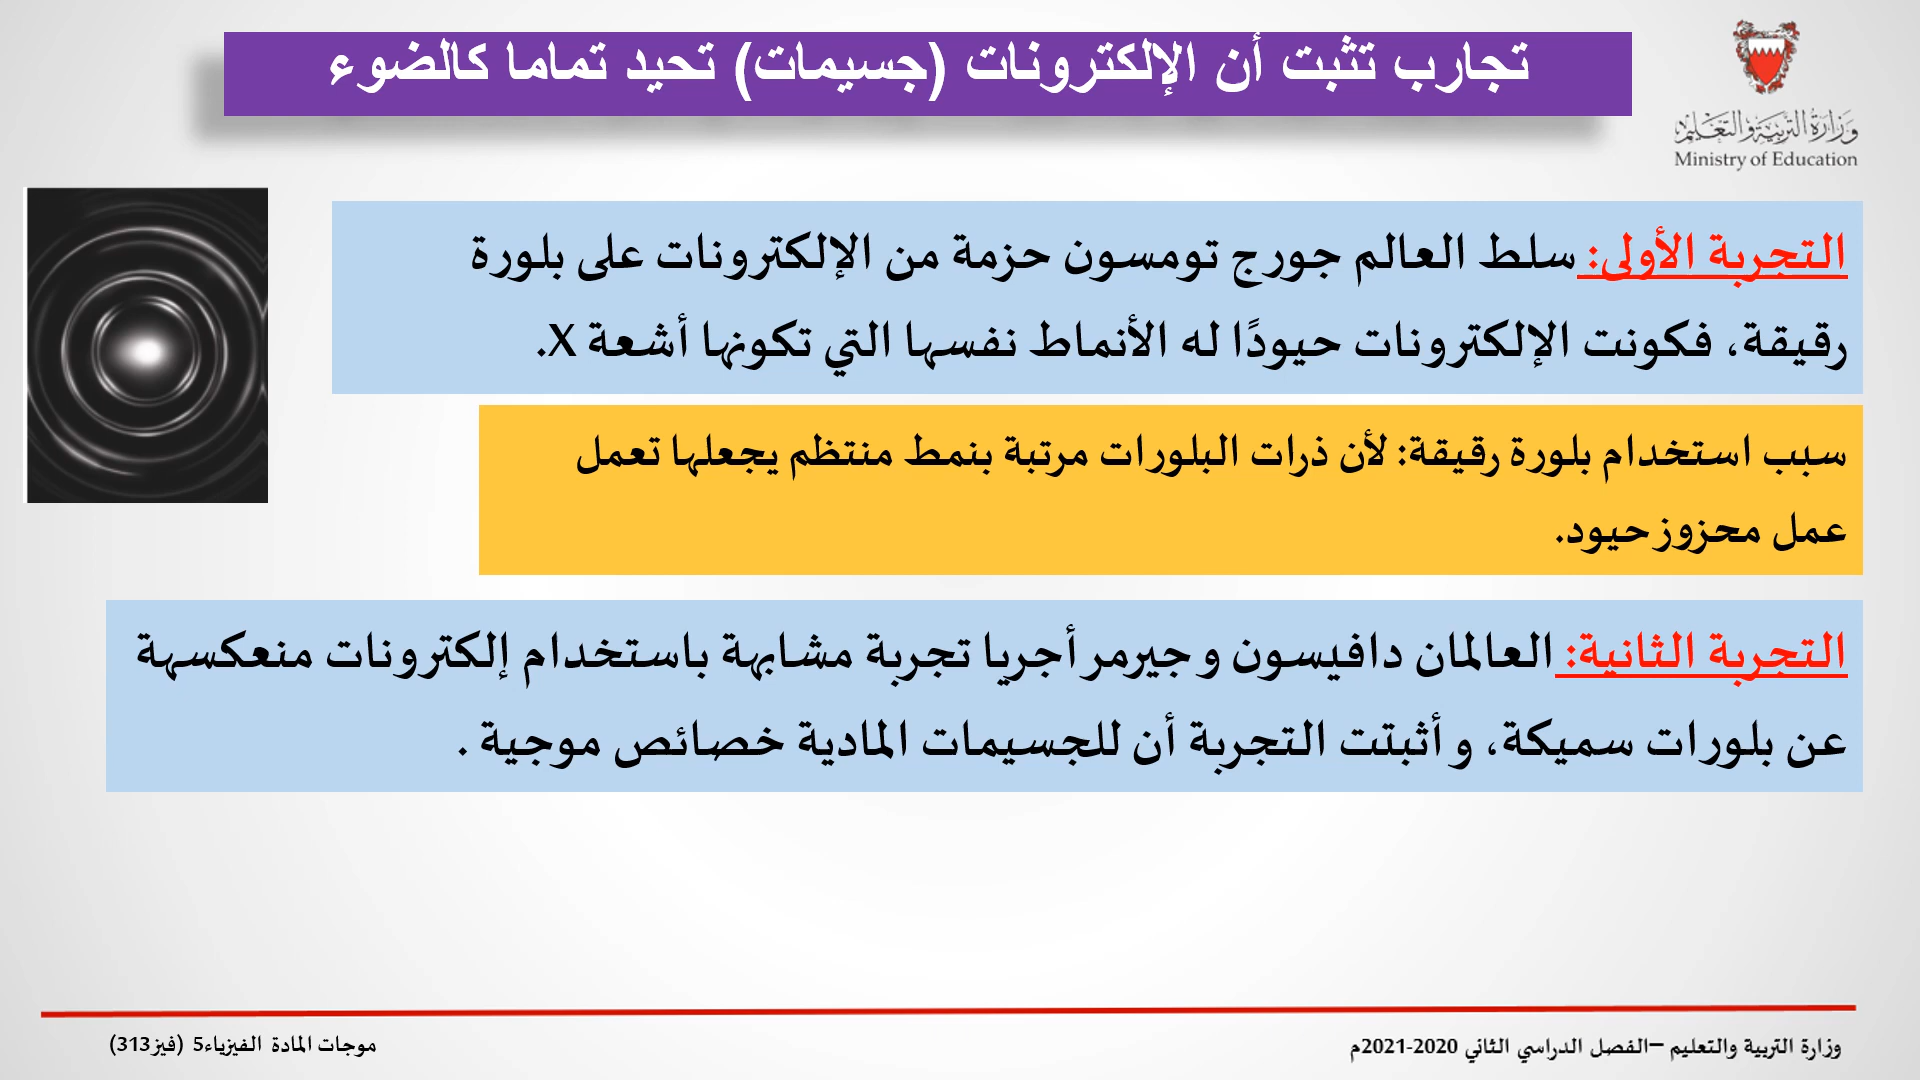 تجارب تثبت أن الإلكترونات (جسيمات) تحيد تماما كالضوء
وزارة التربية والتعليم
Ministry of Education
التجربة الأولى: سلط العالم جورج تومسون حزمة من الإلكترونات على بلورة
رقيقة، فكونت الإلكترونات حيودًا له الأنماط نفسها التي تكونها أشعة X.
سبب استخدام بلورة رقيقة: لأن ذرات البلورات مرتبة بنمط منتظم يجعلها تعمل
عمل محزوز حيود.
التجربة الثانية: العالمان دافيسون وجيرمر أجريا تجربة مشابهة باستخدام إلكترونات منعكسهة
عن بلورات سميكة، وأثبتت التجربة أن للجسيمات المادية خصائص موجية .
وزارة التربية والتعليم –الفصل الدراسي الثاني 2020-2021م
موجات المادة الفيزياء5 (فيز313)